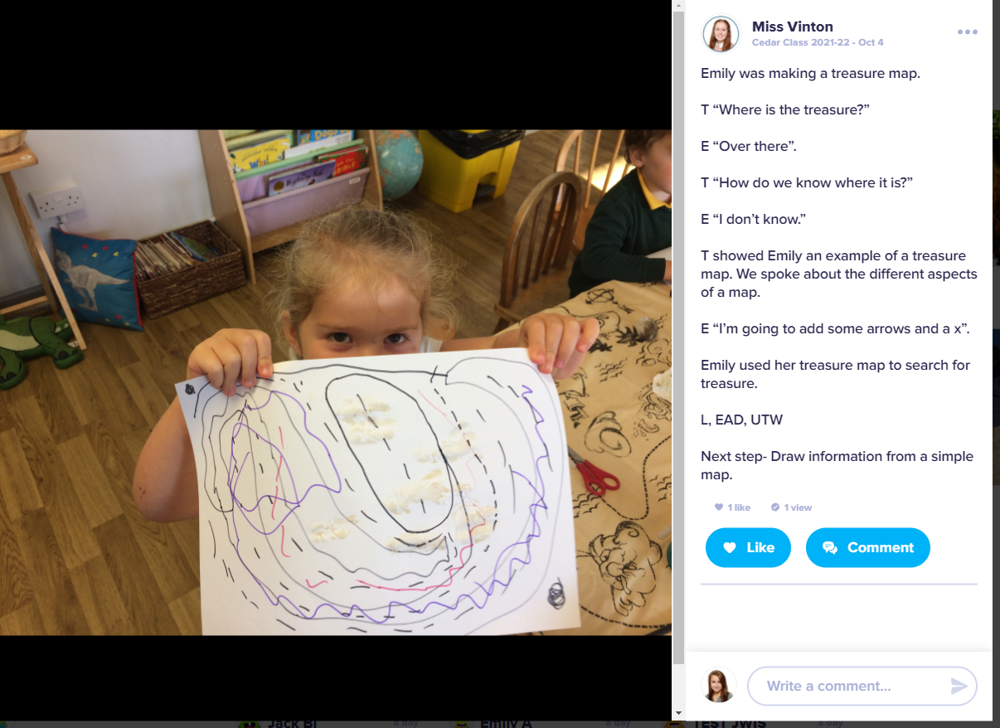 Miss Vinton
Cedar Class 2021-22 - Oct 4
Emily was making a treasure map.
T “Where is the treasure?”
E “Over there”.
T “How do we know where it is?”
E “I don’t know.”
T showed Emily an example of a treasure
map. We spoke about the different aspects
of a map.
E “I’m going to add some arrows and a x”.
Emily used her treasure map to search for
treasure.
L, EAD, UTW
Next step- Draw information from a simple
map.
1 like 1 view
Like Comment
Write a comment...
Dogs
What
BIBLE
Jack Bl a day Emily A a day TEST JWIS a day